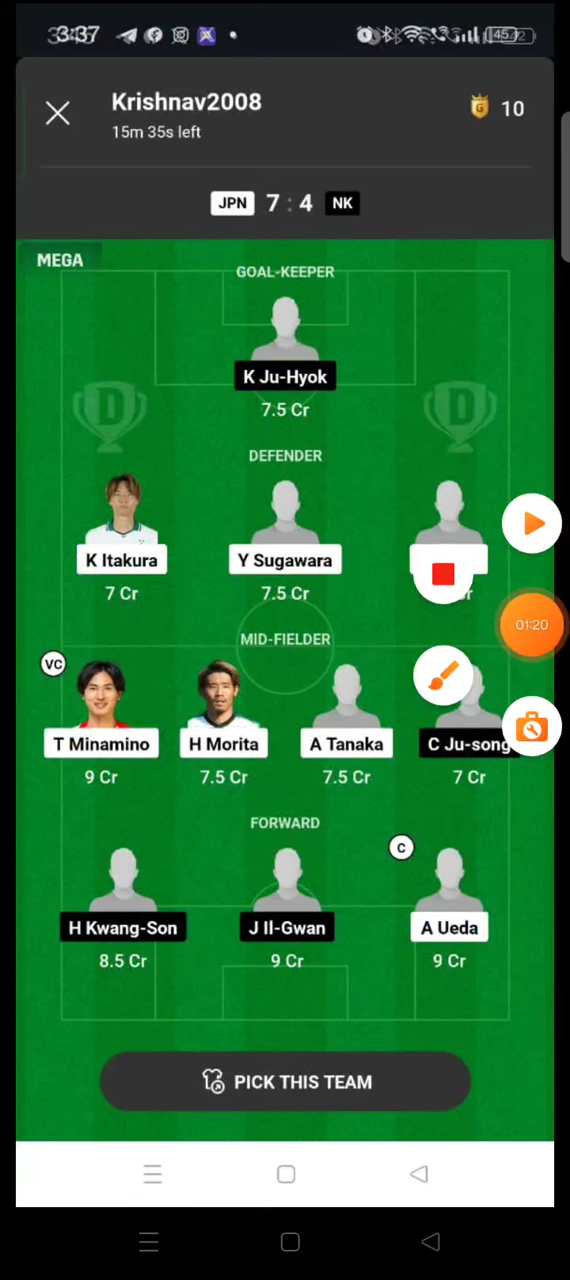 3:37
Krishnav2008
10
15m 35s left
JPN 7 : 4 NK
MEGA
GOAL-KEEPER
K Ju-Hyok
7.5 Cr
D D
DEFENDER
K Itakura Y Sugawara
7 Cr 7.5 Cr
01:20
MID-FIELDER
VC
T Minamino H Morita A Tanaka C Ju-song
9 Cr 7.5 Cr 7.5 Cr 7 Cr
FORWARD
C
H Kwang-Son J Il-Gwan A Ueda
8.5 Cr 9 Cr 9 Cr
PICK THIS TEAM